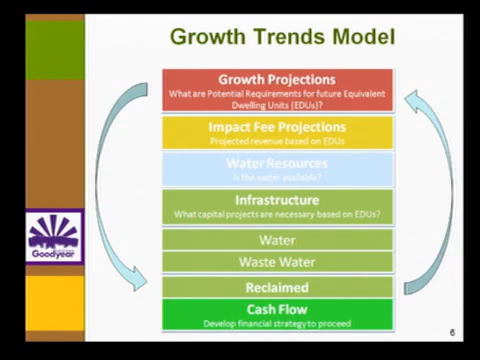 Growth Trends Model
Growth Projections
What are Potential Requirements for future Equivalent
Dwelling Units (EDUs)?
Impact Fee Projections
Projected revenue based on EDUs
Water Resources
Is the water available?
Infrastructure
What capital projects are necessary based on EDUs?
Water
Waste Water
Reclaimed
Cash Flow
Develop financial strategy to proceed
Goodyear
6